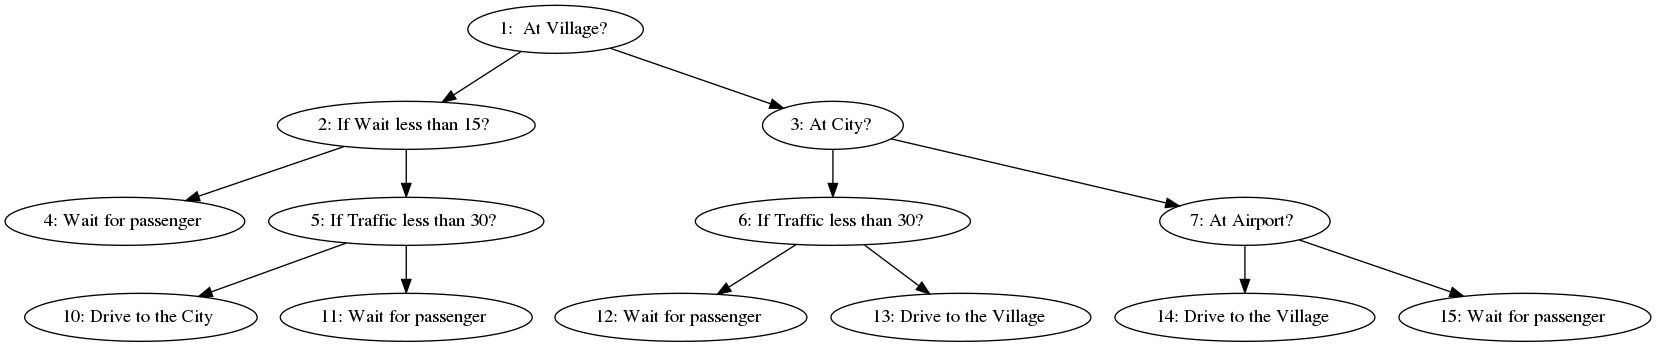 1:  At Village?
2: If Wait less than 15?
3: At City?
4: Wait for passenger
5: If Traffic less than 30?
6: If Traffic less than 30?
7: At Airport?
10: Drive to the City
11: Wait for passenger
12: Wait for passenger
13: Drive to the Village
14: Drive to the Village
15: Wait for passenger